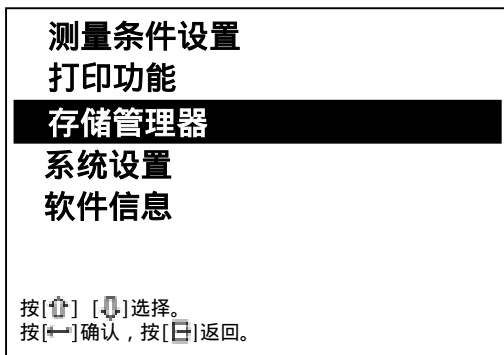 测量条件设置
打印功能
存储管理器
系统设置
软件信息
按[⇧] [⇩]选择。
按[←]确认，按[日]返回。